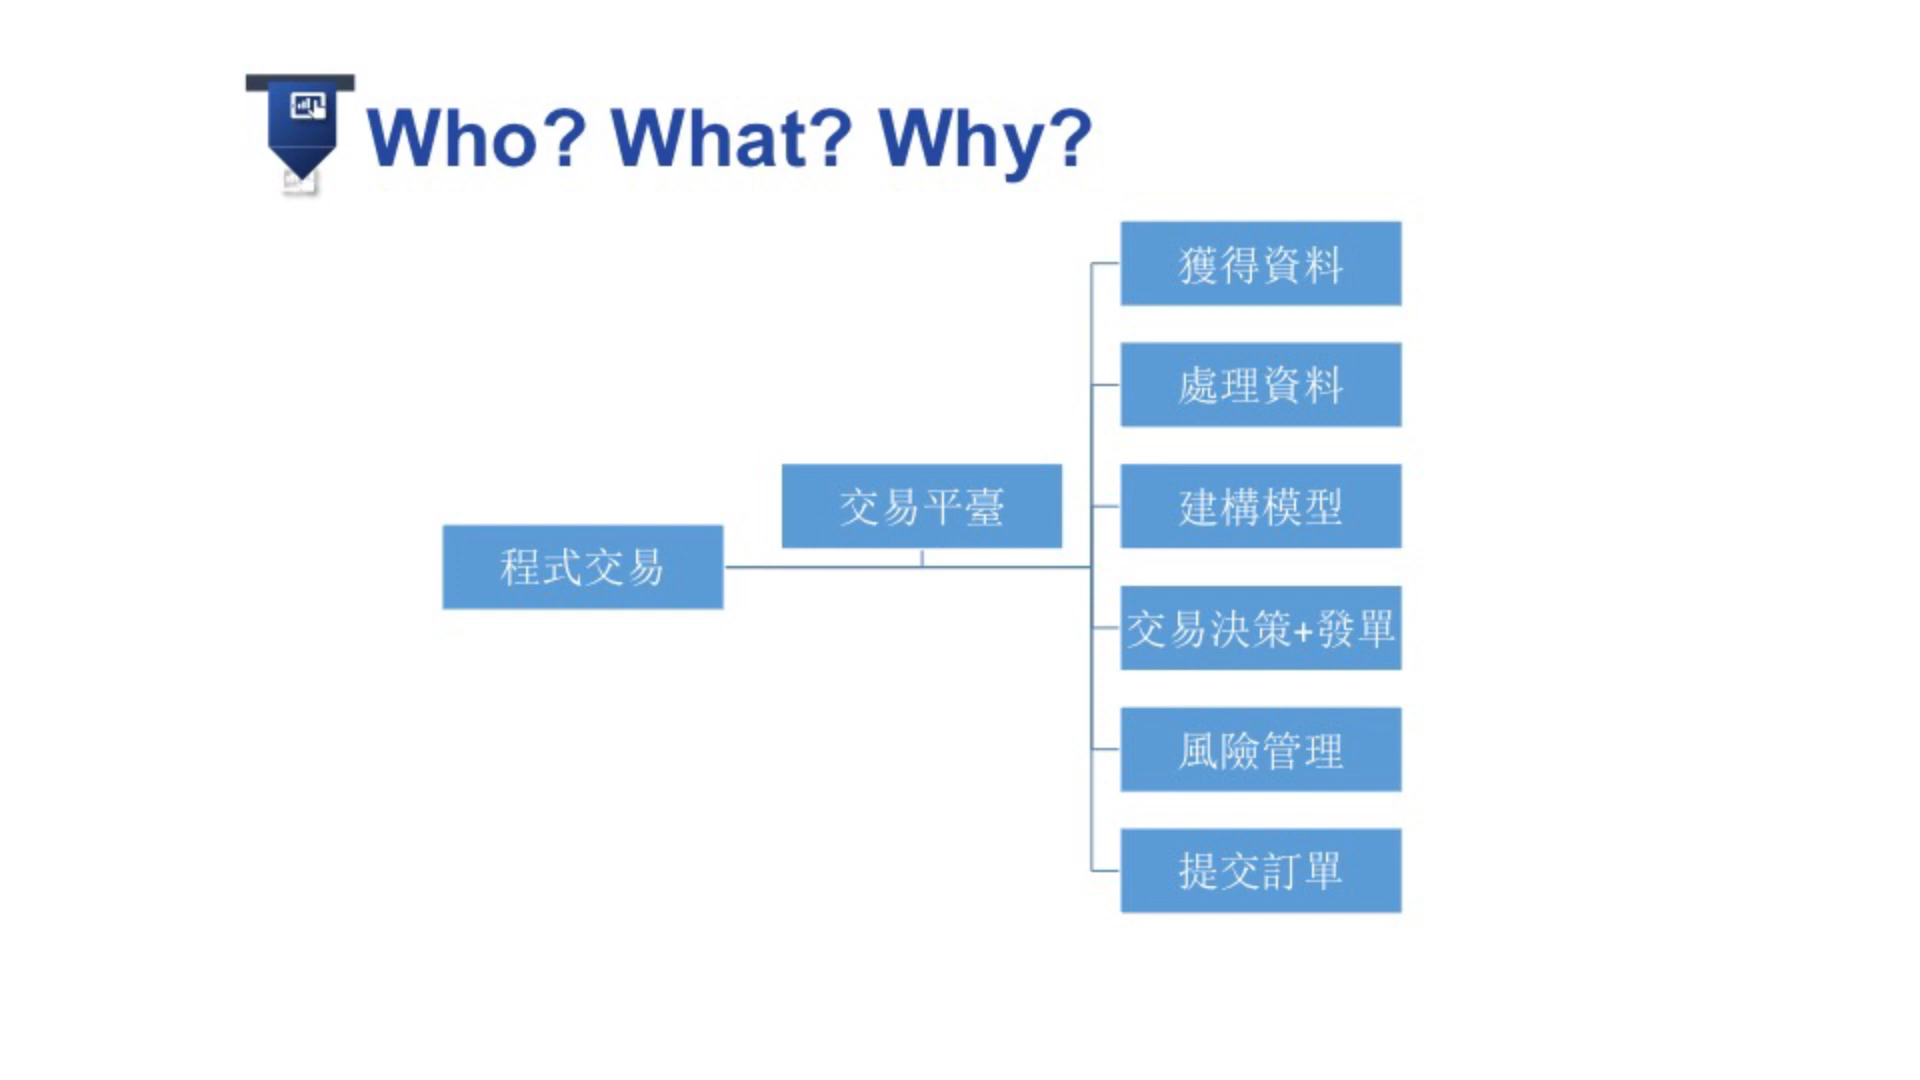 Who? What? Why?
程式交易
交易平臺
獲得資料
處理資料
建構模型
交易決策+發單
風險管理
提交訂單